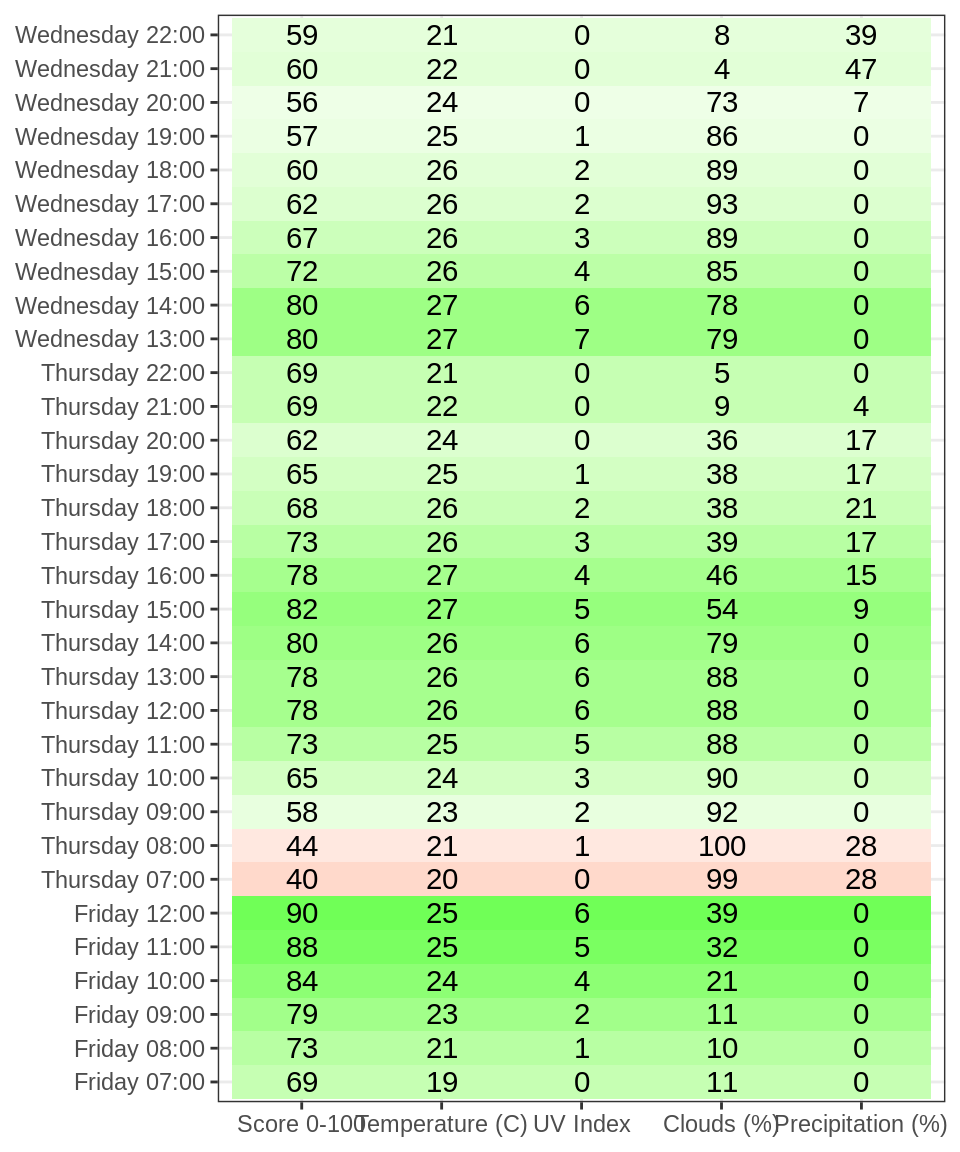 Wednesday 22:00 59 21 0 8 39
Wednesday 21:00 60 22 0 4 47
Wednesday 20:00 56 24 0 73 7
Wednesday 19:00 57 25 1 86 0
Wednesday 18:00 60 26 2 89 0
Wednesday 17:00 62 26 2 93 0
Wednesday 16:00 67 26 3 89 0
Wednesday 15:00 72 26 4 85 0
Wednesday 14:00 80 27 6 78 0
Wednesday 13:00 80 27 7 79 0
Thursday 22:00 69 21 0 5 0
Thursday 21:00 69 22 0 9 4
Thursday 20:00 62 24 0 36 17
Thursday 19:00 65 25 1 38 17
Thursday 18:00 68 26 2 38 21
Thursday 17:00 73 26 3 39 17
Thursday 16:00 78 27 4 46 15
Thursday 15:00 82 27 5 54 9
Thursday 14:00 80 26 6 79 0
Thursday 13:00 78 26 6 88 0
Thursday 12:00 78 26 6 88 0
Thursday 11:00 73 25 5 88 0
Thursday 10:00 65 24 3 90 0
Thursday 09:00 58 23 2 92 0
Thursday 08:00 44 21 1 100 28
Thursday 07:00 40 20 0 99 28
Friday 12:00 90 25 6 39 0
Friday 11:00 88 25 5 32 0
Friday 10:00 84 24 4 21 0
Friday 09:00 79 23 2 11 0
Friday 08:00 73 21 1 10 0
Friday 07:00 69 19 0 11 0
Score 0-100 Temperature (C) UV Index Clouds (%) Precipitation (%)